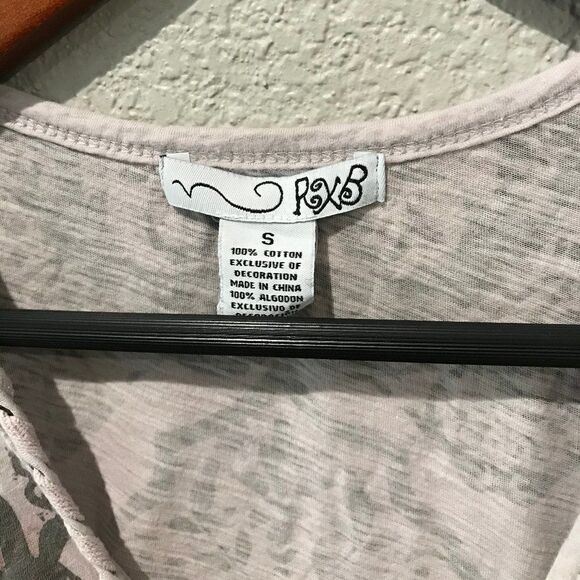 RXB
S
100% COTTON
EXCLUSIVE OF
DECORATION
MADE IN CHINA
100% ALGODON
EXCLUSIVO DE